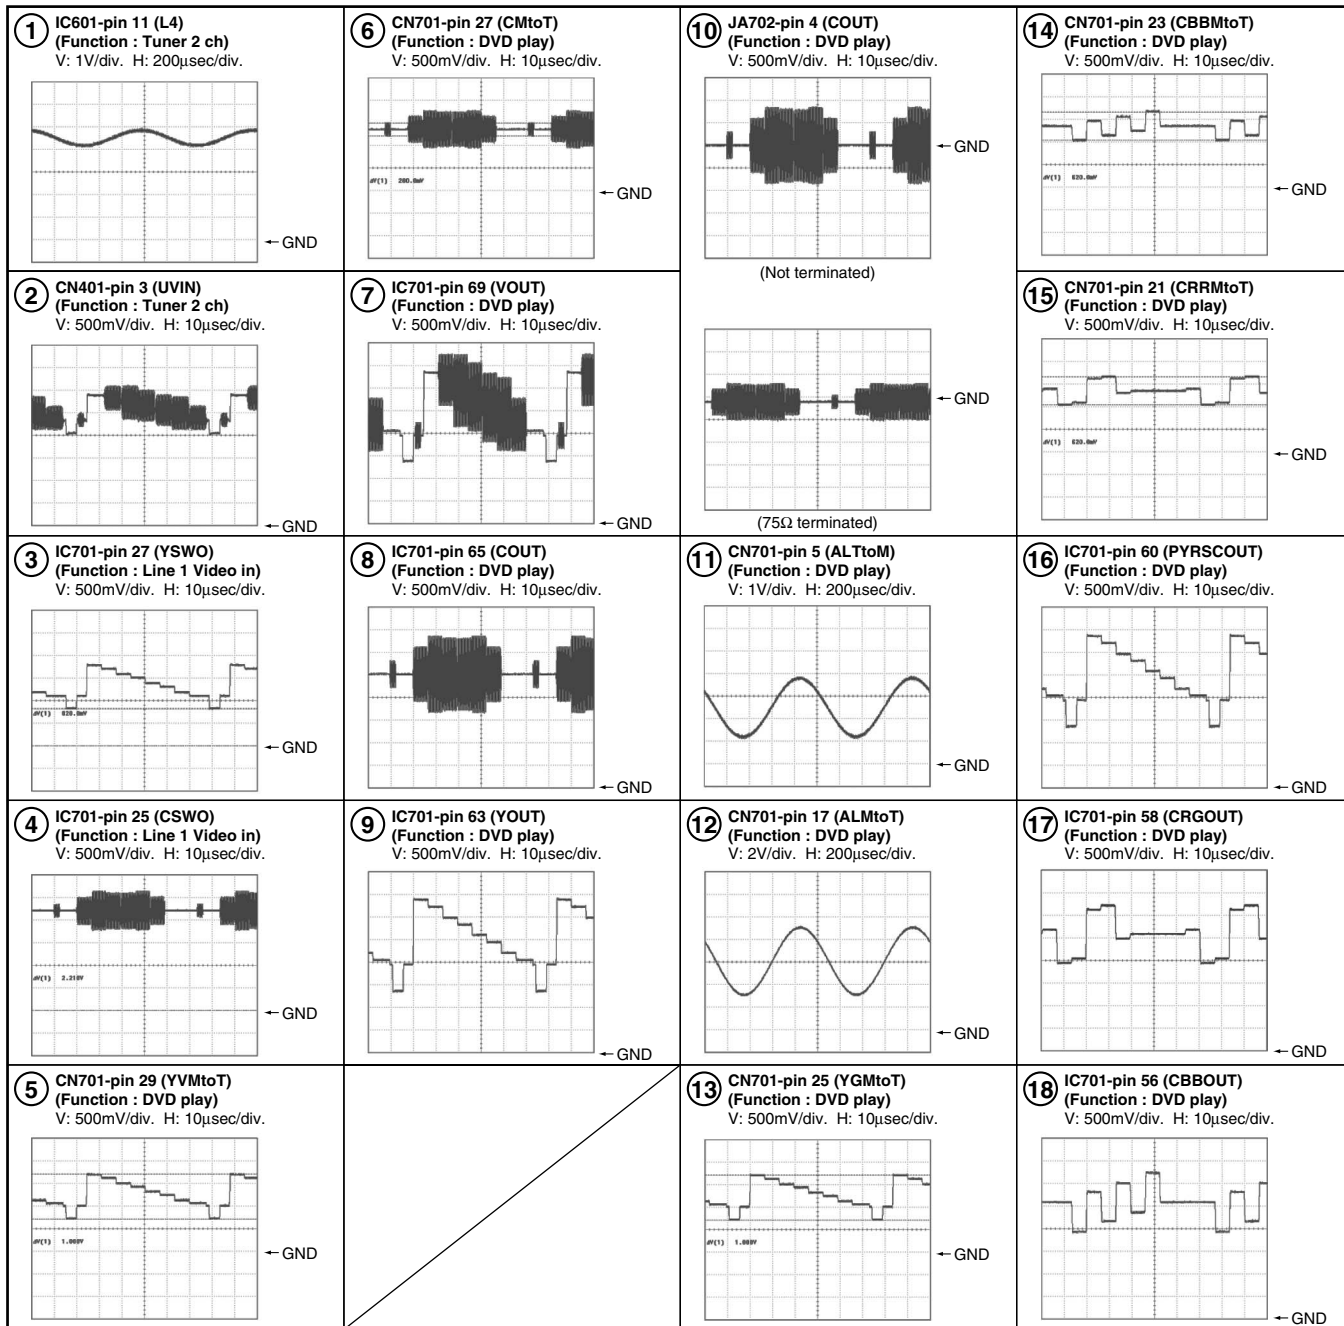 1 IC601-pin 11 (L4)
(Function : Tuner 2 ch)
V: 1V/div. H: 200µsec/div.
GND
2 CN401-pin 3 (UVIN)
(Function : Tuner 2 ch)
V: 500mV/div. H: 10µsec/div.
GND
3 IC701-pin 27 (YSWO)
(Function : Line 1 Video in)
V: 500mV/div. H: 10µsec/div.
GND
4 IC701-pin 25 (CSWO)
(Function : Line 1 Video in)
V: 500mV/div. H: 10µsec/div.
GND
5 CN701-pin 29 (YVMtoT)
(Function : DVD play)
V: 500mV/div. H: 10µsec/div.
GND
6 CN701-pin 27 (CMtoT)
(Function : DVD play)
V: 500mV/div. H: 10µsec/div.
GND
7 IC701-pin 69 (VOUT)
(Function : DVD play)
V: 500mV/div. H: 10µsec/div.
GND
8 IC701-pin 65 (COUT)
(Function : DVD play)
V: 500mV/div. H: 10µsec/div.
GND
9 IC701-pin 63 (YOUT)
(Function : DVD play)
V: 500mV/div. H: 10µsec/div.
GND
10 JA702-pin 4 (COUT)
(Function : DVD play)
V: 500mV/div. H: 10µsec/div.
GND
(Not terminated)
GND
(75Ω terminated)
11 CN701-pin 5 (ALTtoM)
(Function : DVD play)
V: 1V/div. H: 200µsec/div.
GND
12 CN701-pin 17 (ALMtoT)
(Function : DVD play)
V: 2V/div. H: 200µsec/div.
GND
13 CN701-pin 25 (YGMtoT)
(Function : DVD play)
V: 500mV/div. H: 10µsec/div.
GND
14 CN701-pin 23 (CBBMtoT)
(Function : DVD play)
V: 500mV/div. H: 10µsec/div.
GND
15 CN701-pin 21 (CRRMtoT)
(Function : DVD play)
V: 500mV/div. H: 10µsec/div.
GND
16 IC701-pin 60 (PYRSCOUT)
(Function : DVD play)
V: 500mV/div. H: 10µsec/div.
GND
17 IC701-pin 58 (CRGOUT)
(Function : DVD play)
V: 500mV/div. H: 10µsec/div.
GND
18 IC701-pin 56 (CBBOUT)
(Function : DVD play)
V: 500mV/div. H: 10µsec/div.
GND